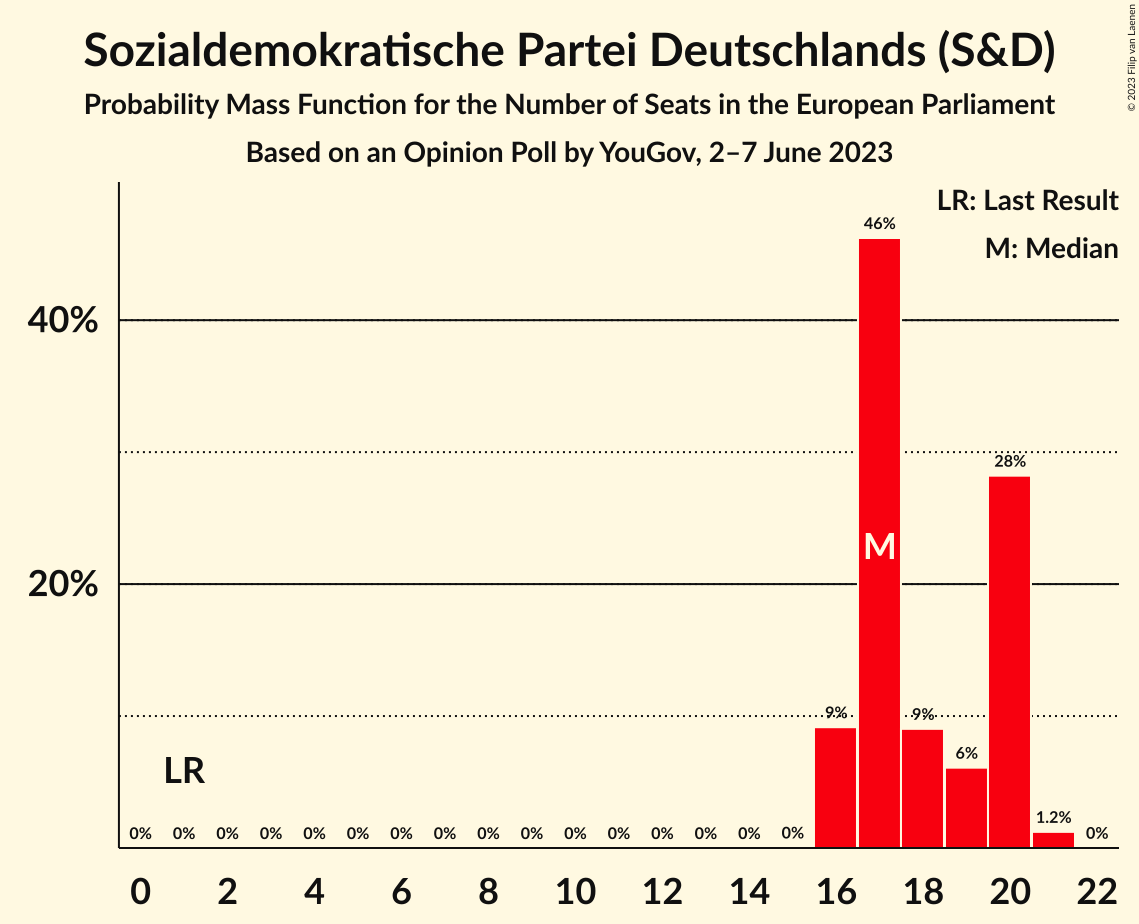 Sozialdemokratische Partei Deutschlands (S&D)
Probability Mass Function for the Number of Seats in the European Parliament
Based on an Opinion Poll by YouGov, 2–7 June 2023
© 2023 Filip van Laenen
LR: Last Result
M: Median
46%
40%
28%
M
20%
9%
9%
6%
LR
1.2%
0% 0% 0% 0% 0% 0% 0% 0% 0% 0% 0% 0% 0% 0% 0% 0% 0%
0 2 4 6 8 10 12 14 16 18 20 22